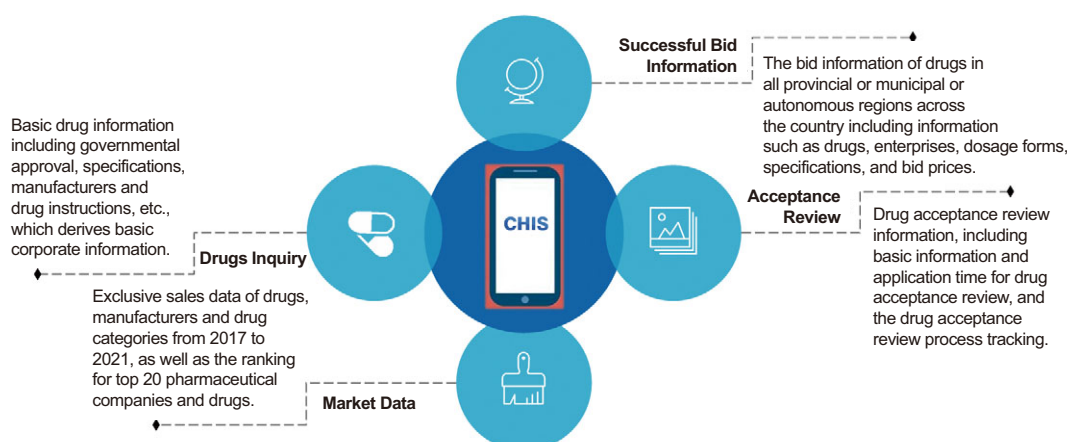 Successful Bid
Information
The bid information of drugs in
all provincial or municipal or
autonomous regions across
the country including information
such as drugs, enterprises, dosage forms,
specifications, and bid prices.
Basic drug information
including governmental
approval, specifications,
manufacturers and
drug instructions, etc.,
which derives basic
corporate information.
Drugs Inquiry
CHIS
Acceptance
Review
Drug acceptance review
information, including
basic information and
application time for drug
acceptance review, and
the drug acceptance
review process tracking.
Exclusive sales data of drugs,
manufacturers and drug
categories from 2017 to
2021, as well as the ranking
for top 20 pharmaceutical
companies and drugs.
Market Data